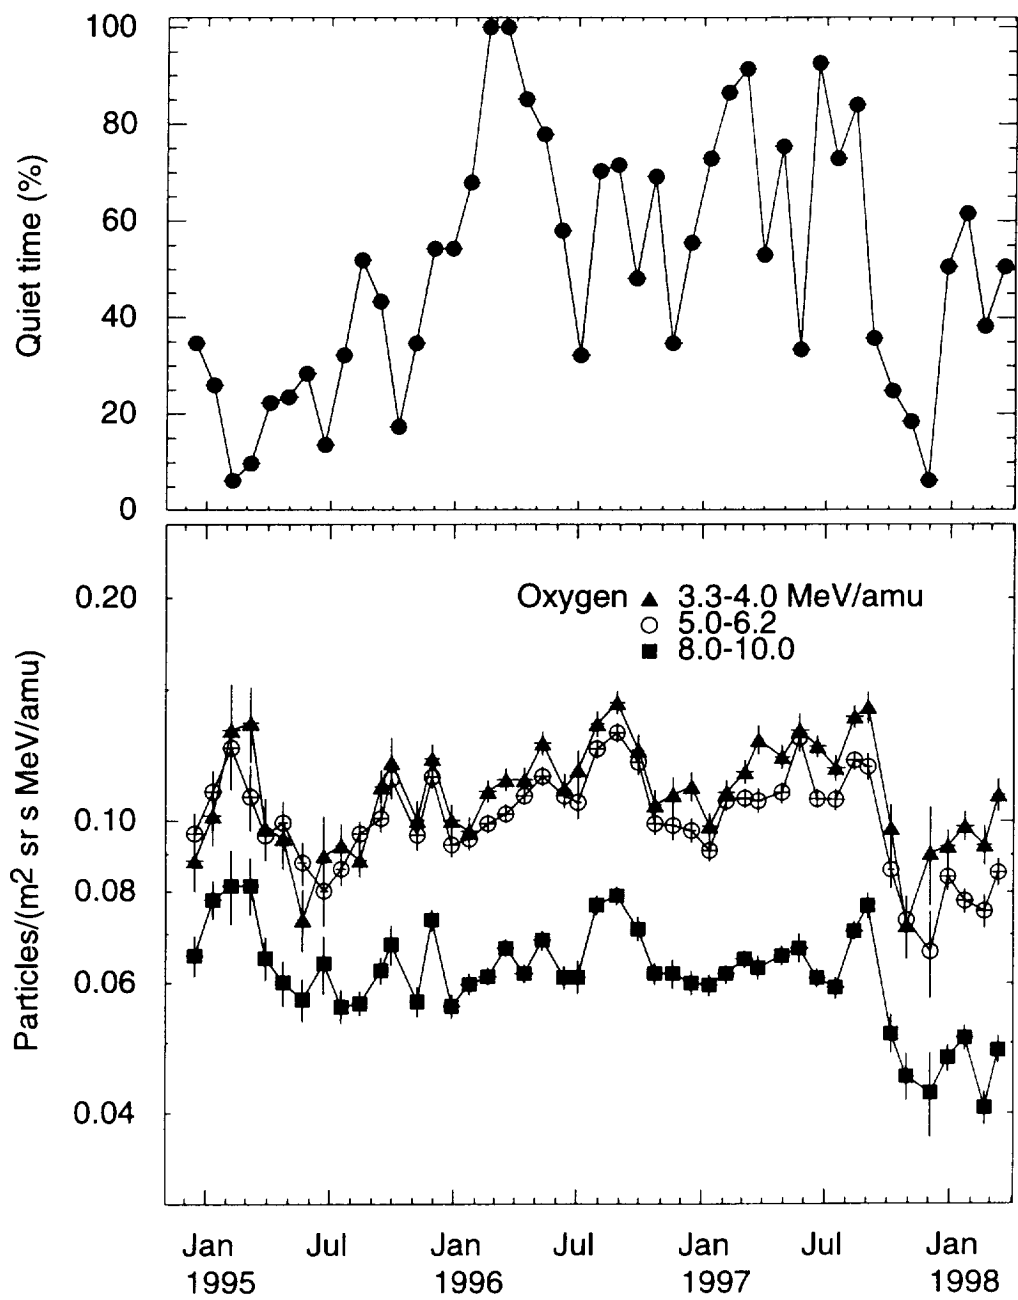 100
80
60
40
20
0
Quiet time (%)
0.20
0.10
0.08
0.06
0.04
Particles/(m2 sr s MeV/amu)
Oxygen ▲ 3.3-4.0 MeV/amu
○ 5.0-6.2
■ 8.0-10.0
Jan Jul Jan Jul Jan Jul Jan
1995 1996 1997 1998